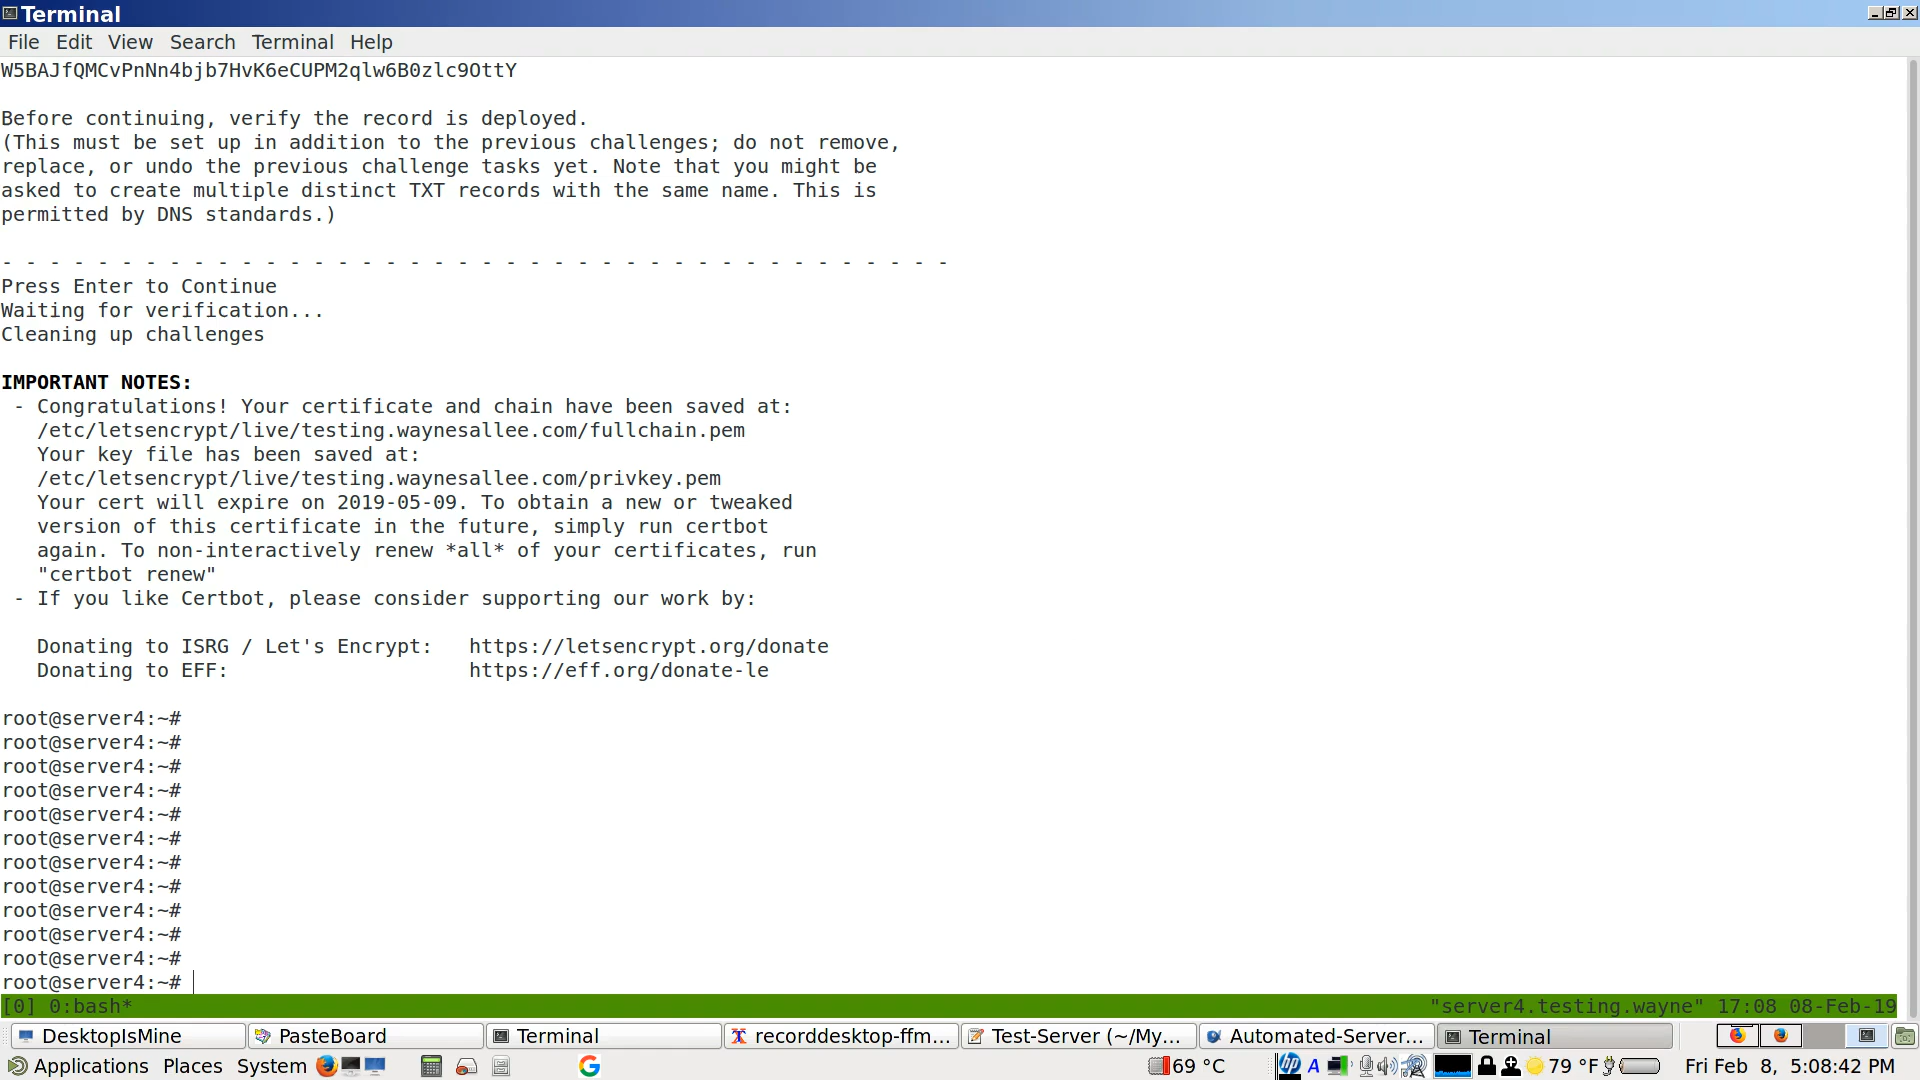 Terminal
File Edit View Search Terminal Help
W5BAJfQMCvPnNn4bjb7HvK6eCUPM2qlw6B0zlc9OttY
Before continuing, verify the record is deployed.
(This must be set up in addition to the previous challenges; do not remove,
replace, or undo the previous challenge tasks yet. Note that you might be
asked to create multiple distinct TXT records with the same name. This is
permitted by DNS standards.)
- - - - - - - - - - - - - - - - - - - - - - - - - - - - - - - - - - - - - - - -
Press Enter to Continue
Waiting for verification...
Cleaning up challenges
IMPORTANT NOTES:
- Congratulations! Your certificate and chain have been saved at:
/etc/letsencrypt/live/testing.waynesallee.com/fullchain.pem
Your key file has been saved at:
/etc/letsencrypt/live/testing.waynesallee.com/privkey.pem
Your cert will expire on 2019-05-09. To obtain a new or tweaked
version of this certificate in the future, simply run certbot
again. To non-interactively renew *all* of your certificates, run
"certbot renew"
- If you like Certbot, please consider supporting our work by:
Donating to ISRG / Let's Encrypt: https://letsencrypt.org/donate
Donating to EFF: https://eff.org/donate-le
root@server4:~#
root@server4:~#
root@server4:~#
root@server4:~#
root@server4:~#
root@server4:~#
root@server4:~#
root@server4:~#
root@server4:~#
root@server4:~#
root@server4:~#
root@server4:~#
[0] 0:bash* "server4.testing.wayne" 17:08 08-Feb-19
DesktopIsMine PasteBoard Terminal recorddesktop-ffm... Test-Server (~/My... Automated-Server... Terminal
Applications Places System 69 °C 79 °F Fri Feb 8, 5:08:42 PM